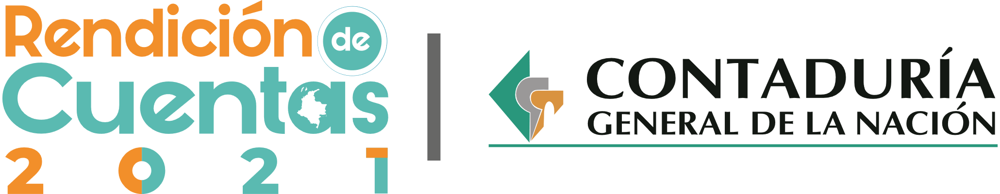 Rendición de
Cuentas
2021
CONTADURÍA
GENERAL DE LA NACIÓN